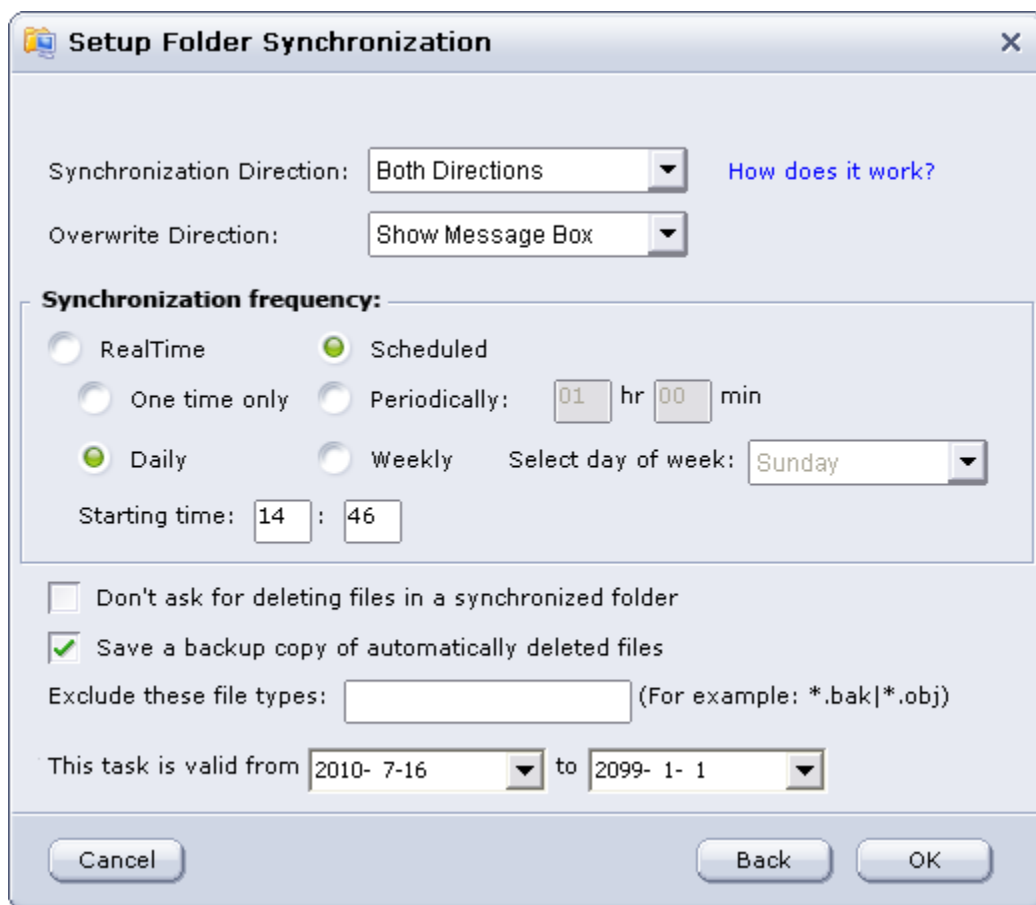 Setup Folder Synchronization
Synchronization Direction: Both Directions How does it work?
Overwrite Direction: Show Message Box
Synchronization frequency:
RealTime Scheduled
One time only Periodically: 01 hr 00 min
Daily Weekly Select day of week: Sunday
Starting time: 14 : 46
Don't ask for deleting files in a synchronized folder
Save a backup copy of automatically deleted files
Exclude these file types: (For example: *.bak|*.obj)
This task is valid from 2010- 7-16 to 2099- 1- 1
Cancel Back OK